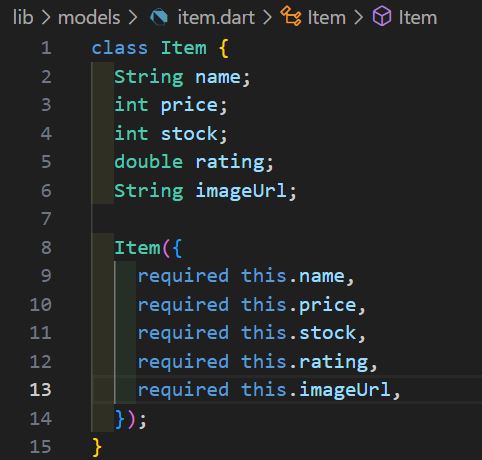 lib > models > item.dart > Item > Item
1 class Item {
2   String name;
3   int price;
4   int stock;
5   double rating;
6   String imageUrl;
7
8   Item({
9     required this.name,
10     required this.price,
11     required this.stock,
12     required this.rating,
13     required this.imageUrl,
14   });
15 }